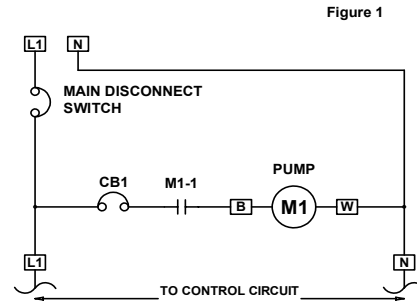 Figure 1
L1 N
MAIN DISCONNECT
SWITCH
PUMP
CB1 M1-1
B M1 W
L1 N
TO CONTROL CIRCUIT